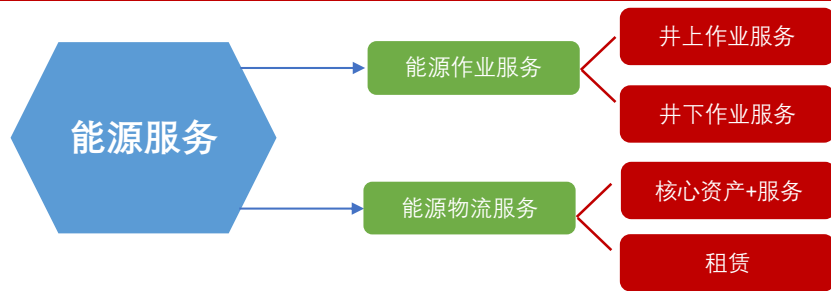 能源服务
能源作业服务
井上作业服务
井下作业服务
能源物流服务
核心资产+服务
租赁